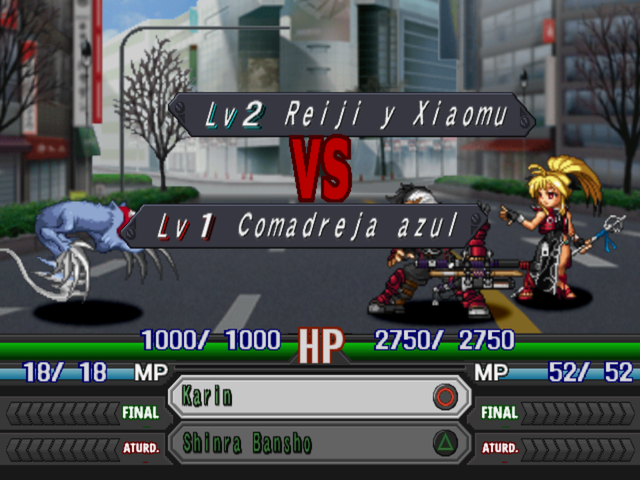 Lv2 Reiji y Xiaomu
VS
Lv1 Comadreja azul
1000/ 1000 HP 2750/ 2750
18/ 18 MP MP 52/ 52
Karin
FINAL FINAL
Shinra Bansho
ATURD. ATURD.